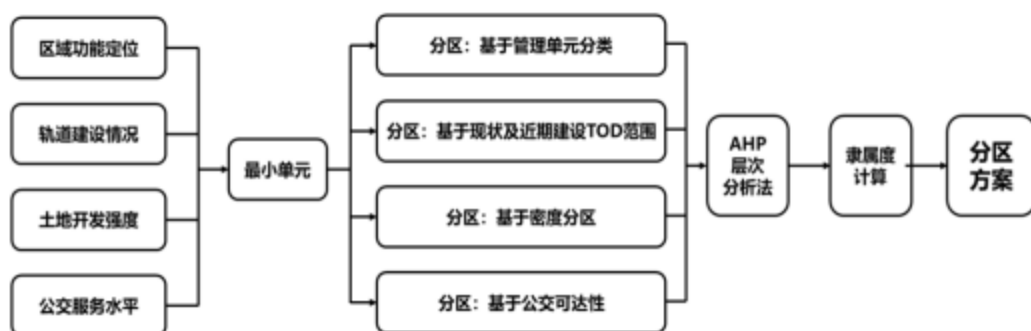 区域功能定位
轨道建设情况
土地开发强度
公交服务水平
最小单元
分区：基于管理单元分类
分区：基于现状及近期建设TOD范围
分区：基于密度分区
分区：基于公交可达性
AHP
层次
分析法
隶属度
计算
分区
方案